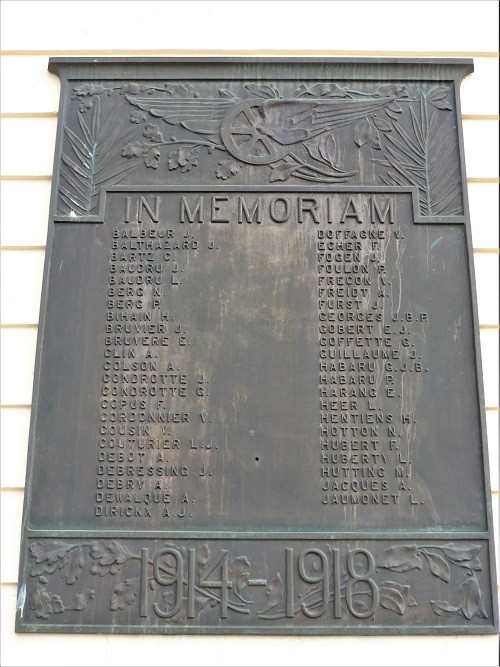 IN MEMORIAM
BALBEUR J.
BALTHAZARD J.
BARTZ C.
BAUDRU J.
BAUDRU L.
BERG N.
BERG P.
BIHAIN H.
BRUVIER J.
BRUYERE E.
CLIN A.
COLSON A.
CONDROTTE J.
CONDROTTE G.
COPUS F.
CORDONNIER V.
COUSIN V.
COUTURIER L.J.
DEBOT A.
DEBRESSING J.
DEBRY A.
DEWALQUE A.
DIRICKX A.J.
DOFFAGNE V.
ECHER F.
FOGEN J.
FOULON P.
FRECON V.
FREIDT A.
FURST J.
GEORGES J.B.P.
GOBERT E.J.
GOFFETTE G.
GUILLAUME J.
HABARU G.J.B.
HABARU P.
HARANG E.
HEER L.
HENTIENS H.
HOTTON N.
HUBERT F.
HUBERTY L.
HUTTING M.
JACQUES A.
JAUMONET L.
1914-1918